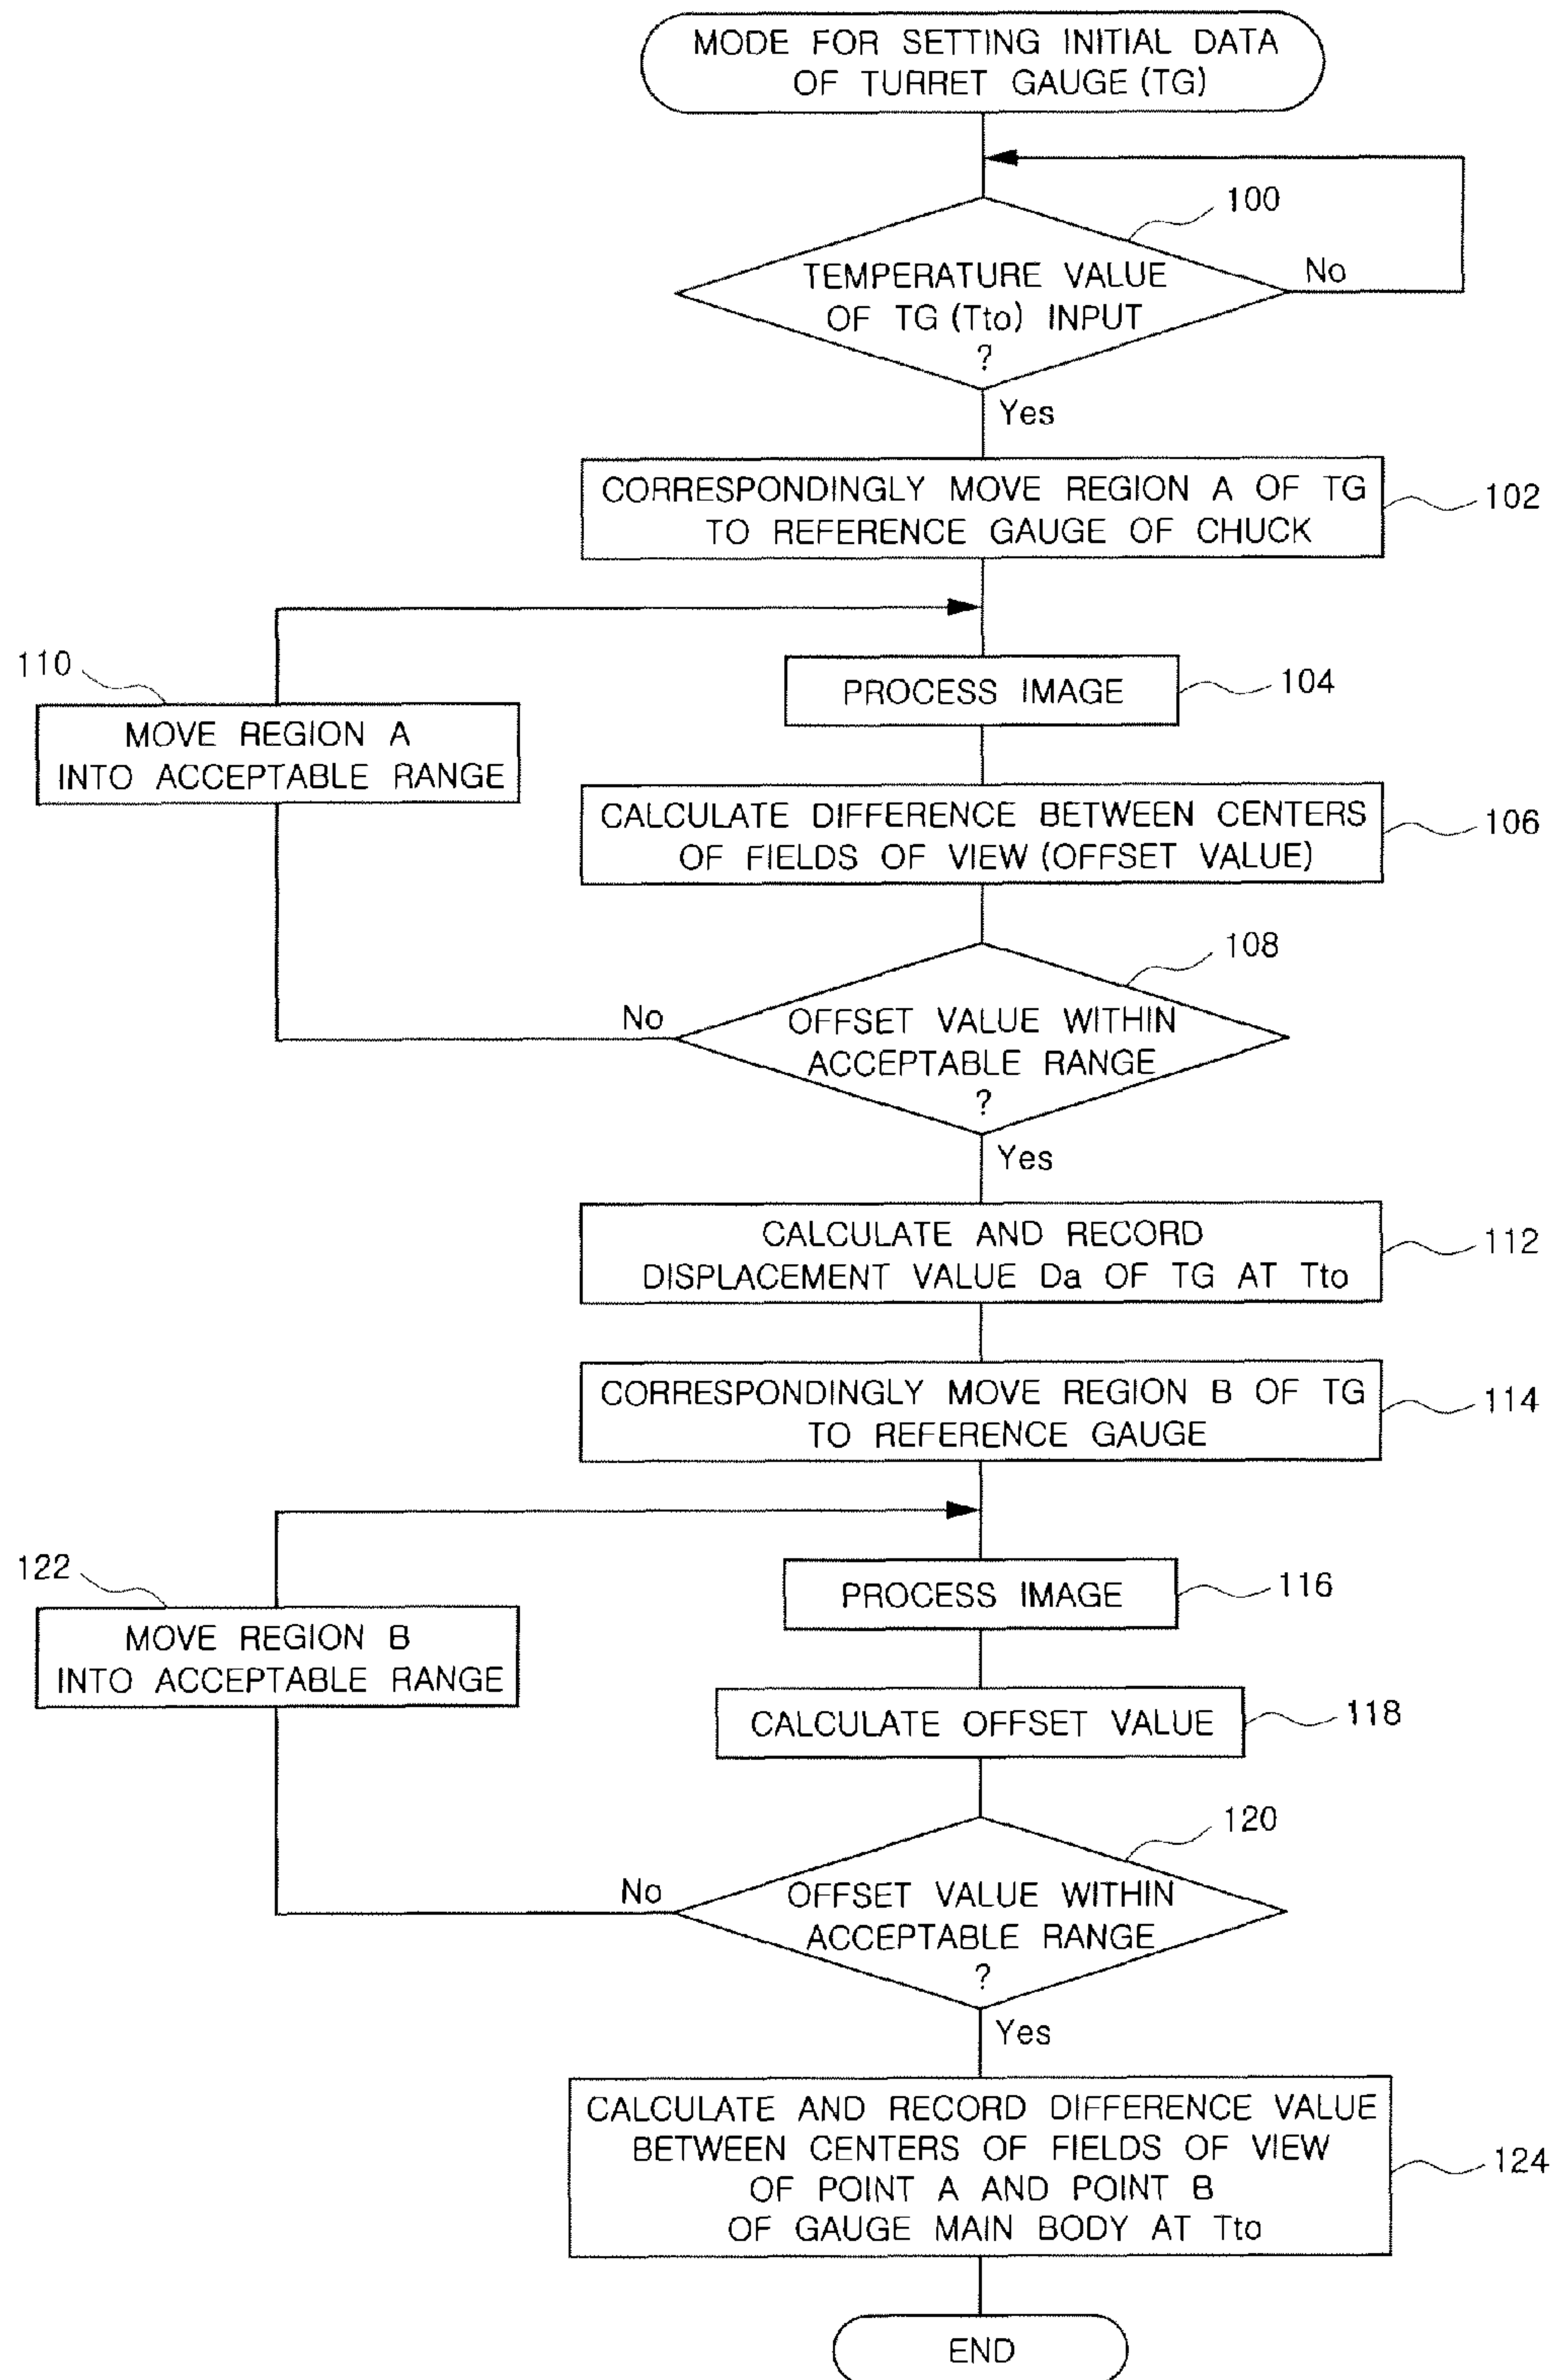 MODE FOR SETTING INITIAL DATA
OF TURRET GAUGE (TG)
100
TEMPERATURE VALUE
OF TG (Tto) INPUT
?
No
Yes
CORRESPONDINGLY MOVE REGION A OF TG
TO REFERENCE GAUGE OF CHUCK
102
110
MOVE REGION A
INTO ACCEPTABLE RANGE
PROCESS IMAGE
104
CALCULATE DIFFERENCE BETWEEN CENTERS
OF FIELDS OF VIEW (OFFSET VALUE)
106
108
No
OFFSET VALUE WITHIN
ACCEPTABLE RANGE
?
Yes
CALCULATE AND RECORD
DISPLACEMENT VALUE Da OF TG AT Tto
112
CORRESPONDINGLY MOVE REGION B OF TG
TO REFERENCE GAUGE
114
122
MOVE REGION B
INTO ACCEPTABLE RANGE
PROCESS IMAGE
116
CALCULATE OFFSET VALUE
118
120
No
OFFSET VALUE WITHIN
ACCEPTABLE RANGE
?
Yes
CALCULATE AND RECORD DIFFERENCE VALUE
BETWEEN CENTERS OF FIELDS OF VIEW
OF POINT A AND POINT B
OF GAUGE MAIN BODY AT Tto
124
END